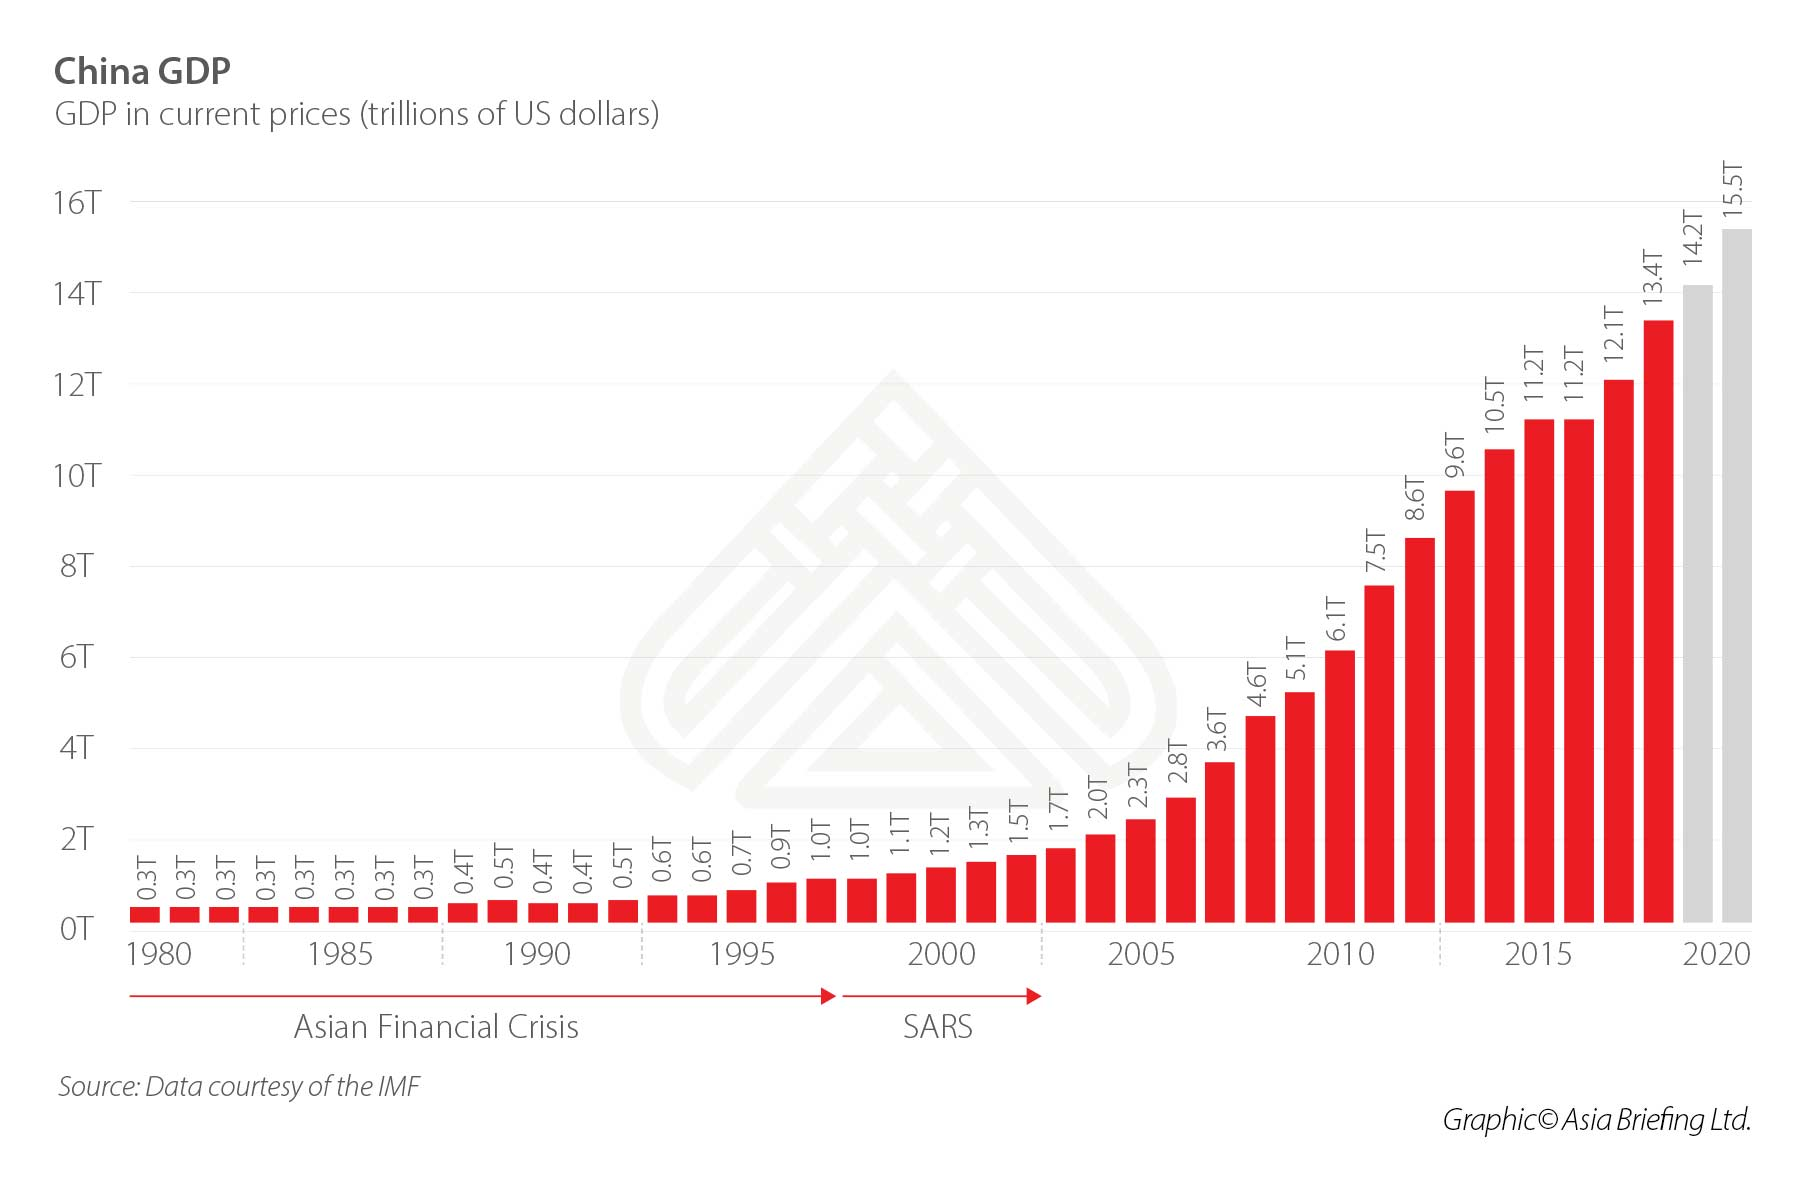 China GDP
GDP in current prices (trillions of US dollars)
16T
14T
12T
10T
8T
6T
4T
2T
0T
0.3T
0.3T
0.3T
0.3T
0.3T
0.3T
0.3T
0.3T
0.4T
0.5T
0.4T
0.4T
0.5T
0.6T
0.6T
0.7T
0.9T
1.0T
1.0T
1.1T
1.2T
1.3T
1.5T
1.7T
2.0T
2.3T
2.8T
3.6T
4.6T
5.1T
6.1T
7.5T
8.6T
9.6T
10.5T
11.2T
11.2T
12.1T
13.4T
14.2T
15.5T
1980 1985 1990 1995 2000 2005 2010 2015 2020
Asian Financial Crisis SARS
Source: Data courtesy of the IMF
Graphic© Asia Briefing Ltd.